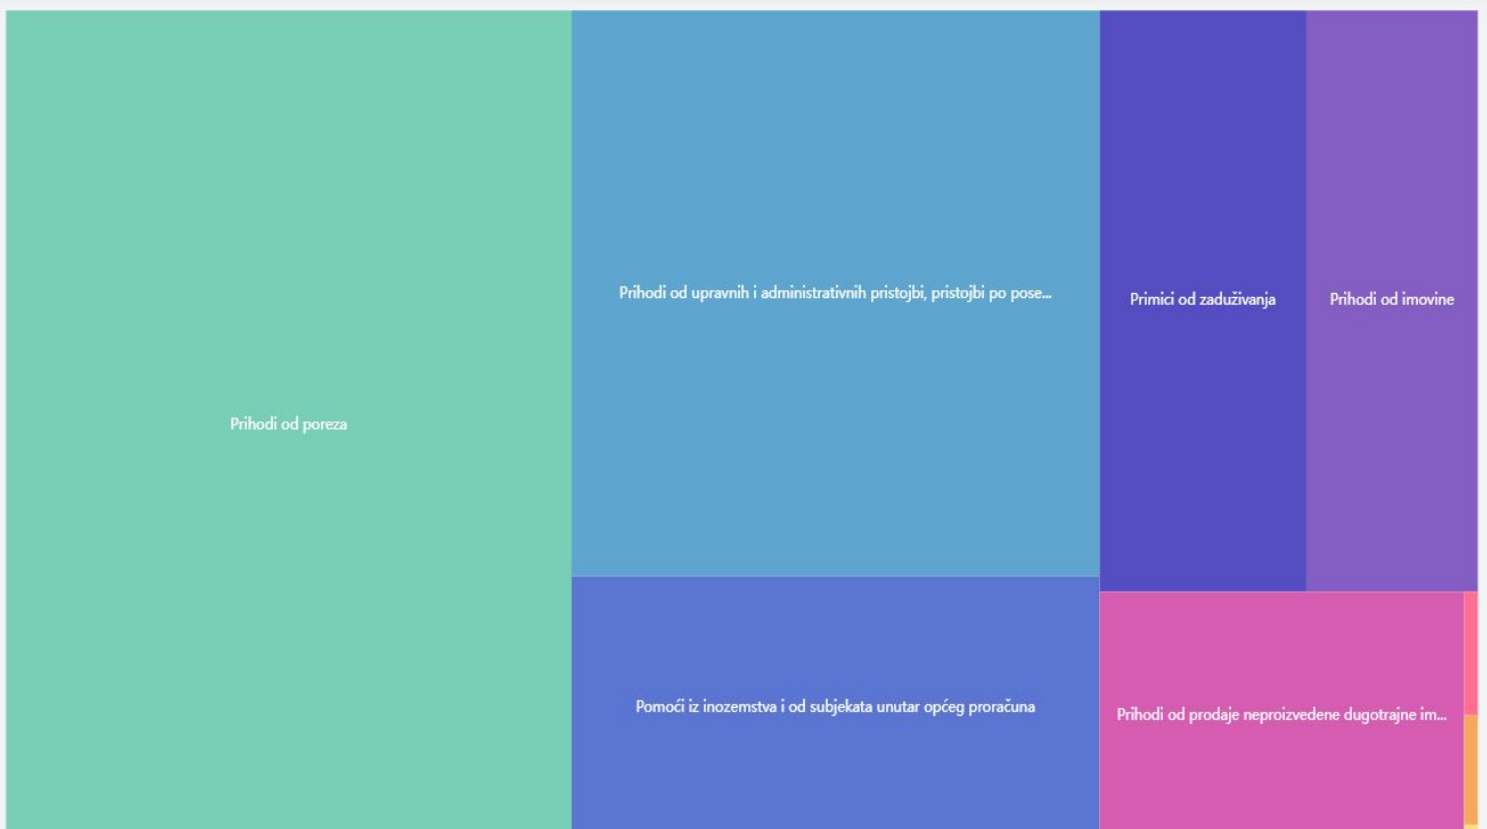 Prihodi od poreza
Prihodi od upravnih i administrativnih pristojbi, pristojbi po pose...
Pomoći iz inozemstva i od subjekata unutar općeg proračuna
Primici od zaduživanja
Prihodi od imovine
Prihodi od prodaje neproizvedene dugotrajne im...